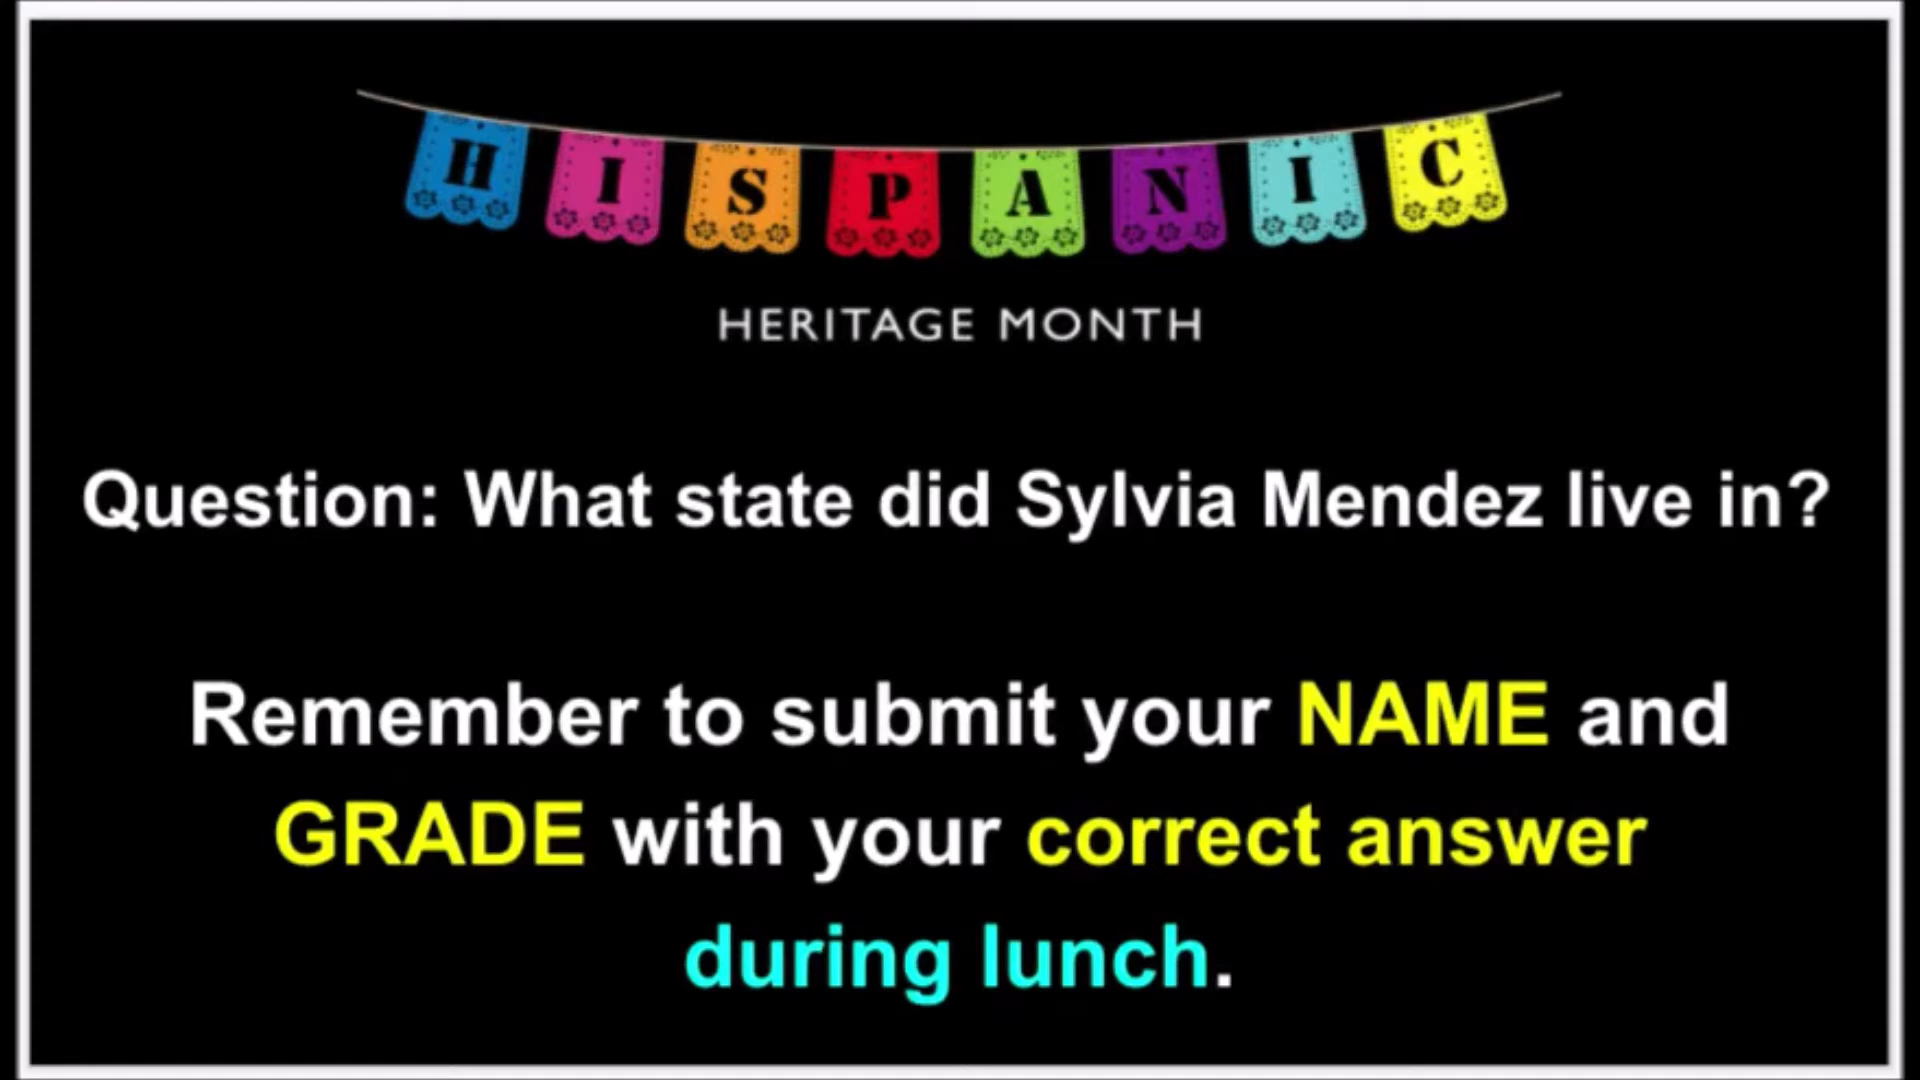 HISPANIC
HERITAGE MONTH
Question: What state did Sylvia Mendez live in?
Remember to submit your NAME and
GRADE with your correct answer
during lunch.